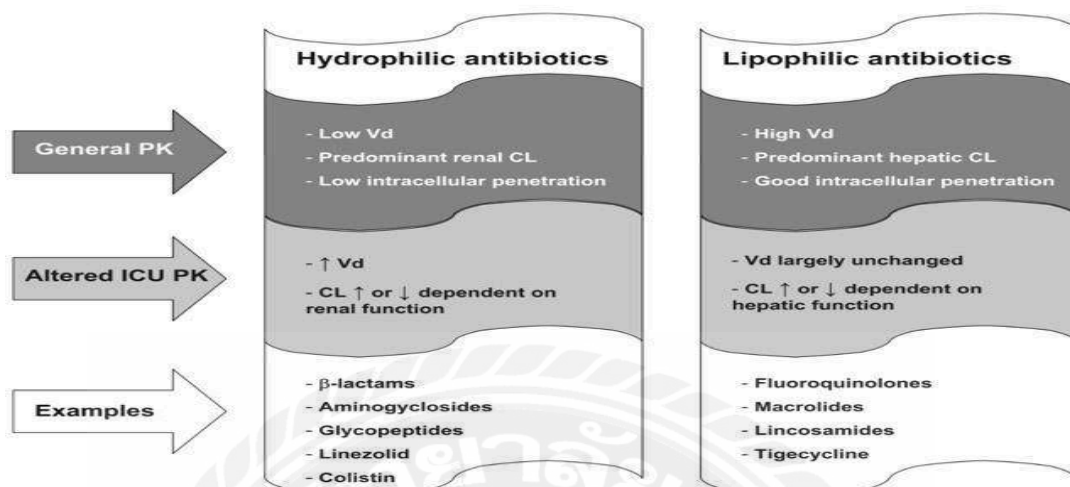 Hydrophilic antibiotics
Lipophilic antibiotics
General PK
- Low Vd
- Predominant renal CL
- Low intracellular penetration
- High Vd
- Predominant hepatic CL
- Good intracellular penetration
Altered ICU PK
- ↑ Vd
- CL ↑ or ↓ dependent on
renal function
- Vd largely unchanged
- CL ↑ or ↓ dependent on
hepatic function
Examples
- β-lactams
- Aminogyclosides
- Glycopeptides
- Linezolid
- Colistin
- Fluoroquinolones
- Macrolides
- Lincosamides
- Tigecycline